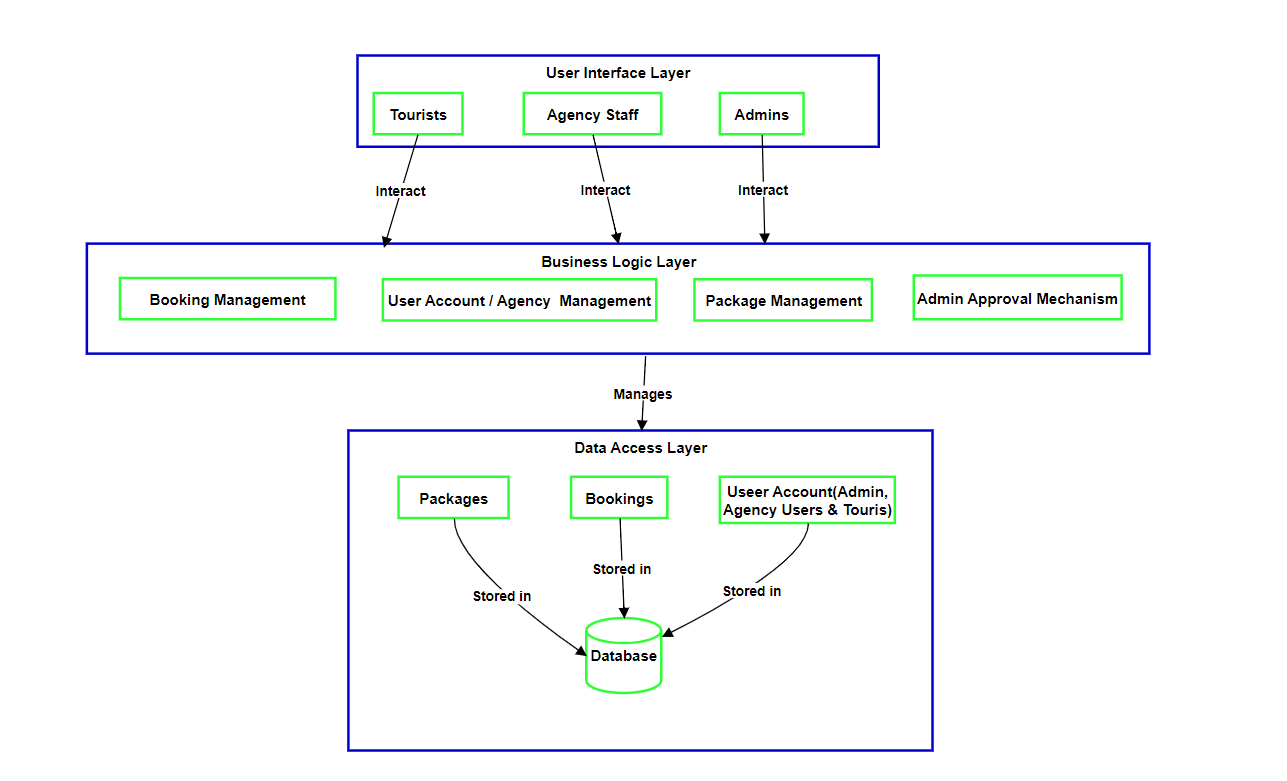 User Interface Layer
Tourists
Agency Staff
Admins
Interact
Interact
Interact
Business Logic Layer
Booking Management
User Account / Agency  Management
Package Management
Admin Approval Mechanism
Manages
Data Access Layer
Packages
Bookings
Useer Account(Admin,
Agency Users & Touris)
Stored in
Stored in
Stored in
Database